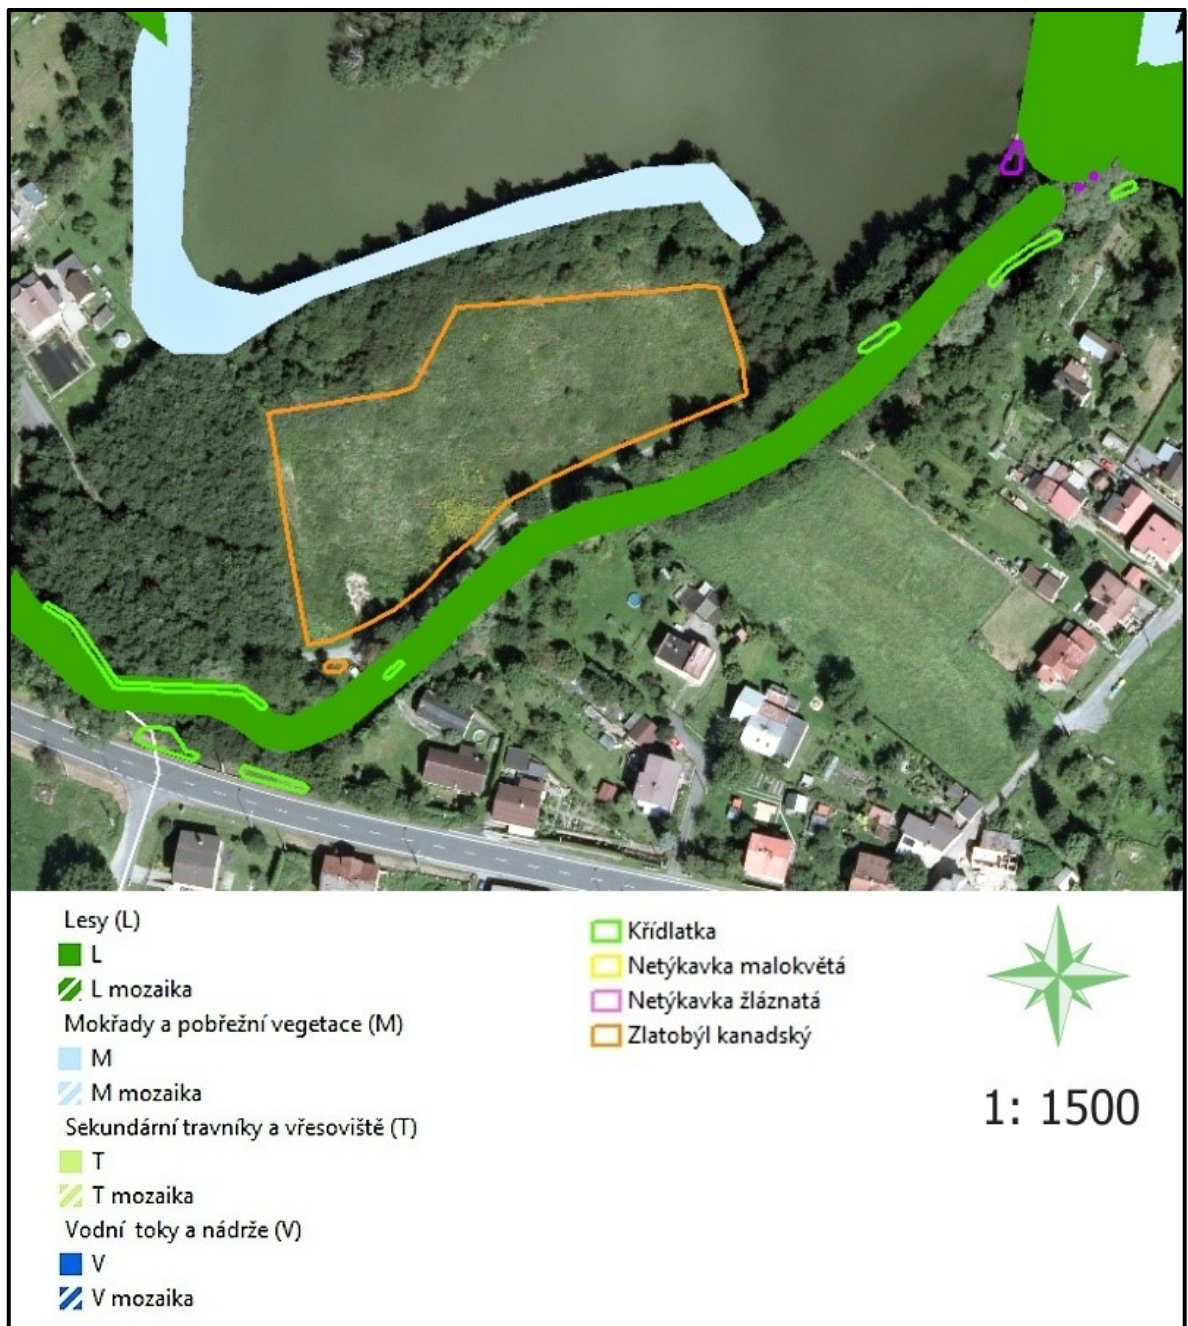 Lesy (L)
L
L mozaika
Mokřady a pobřežní vegetace (M)
M
M mozaika
Sekundární travníky a vřesoviště (T)
T
T mozaika
Vodní toky a nádrže (V)
V
V mozaika
Křídlatka
Netýkavka malokvětá
Netýkavka žláznatá
Zlatobýl kanadský
1: 1500